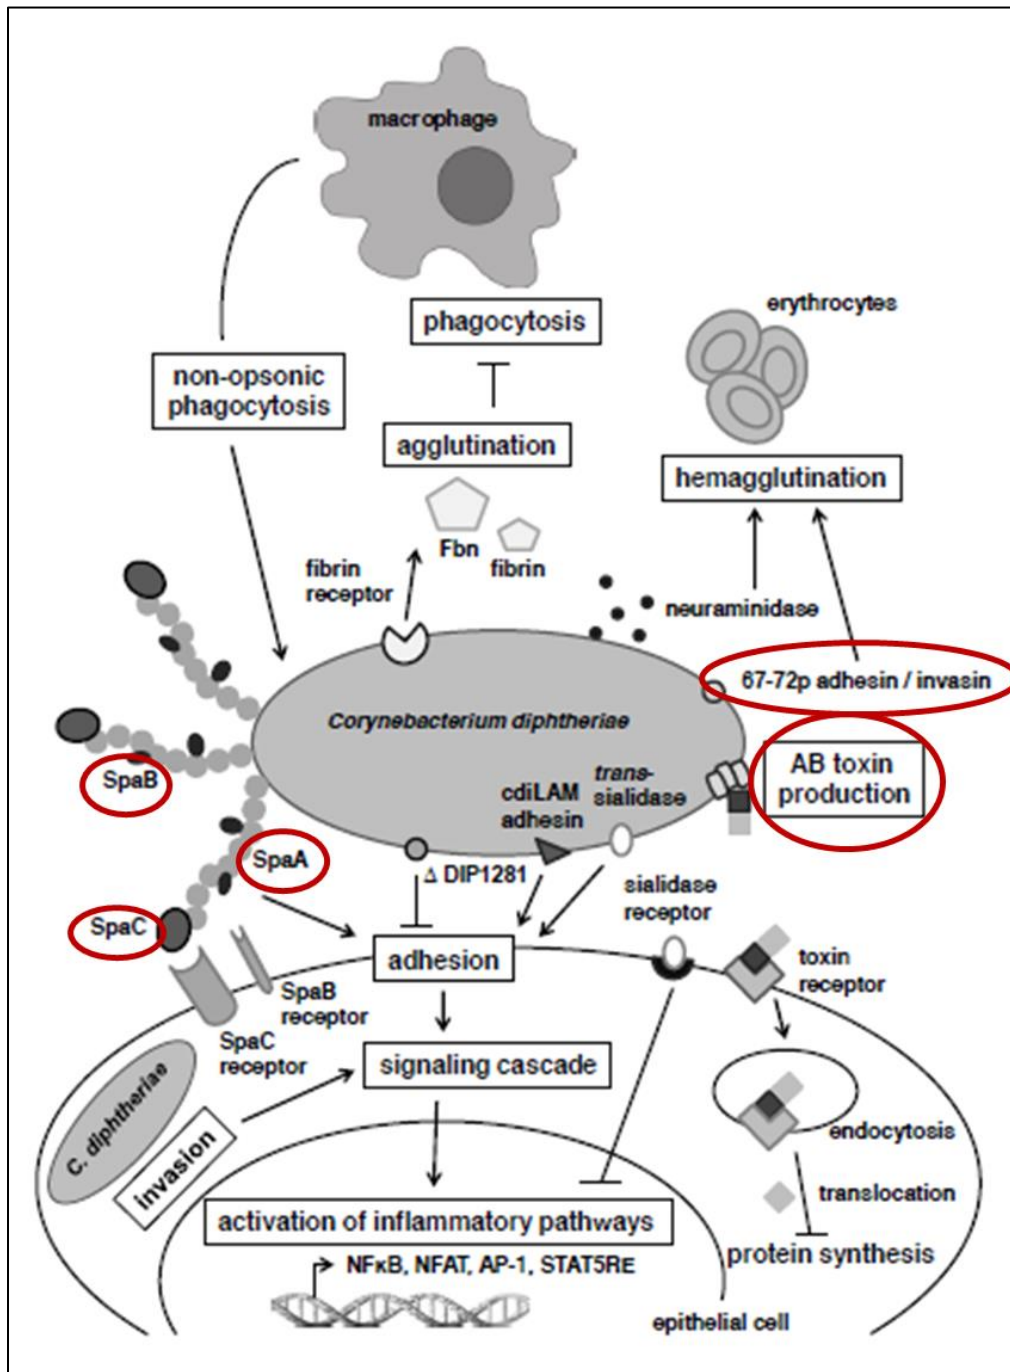 macrophage
phagocytosis
erythrocytes
non-opsonic
phagocytosis
agglutination
hemagglutination
Fbn
fibrin
fibrin
receptor
neuraminidase
67-72p adhesin / invasin
Corynebacterium diphtheriae
AB toxin
production
trans-
sialidase
cdiLAM
adhesin
SpaB
SpaA
SpaC
Δ DIP1281
sialidase
receptor
adhesion
toxin
receptor
SpaB
receptor
SpaC
receptor
signaling cascade
C. diphtheriae
invasion
endocytosis
translocation
activation of inflammatory pathways
protein synthesis
NFκB, NFAT, AP-1, STAT5RE
epithelial cell